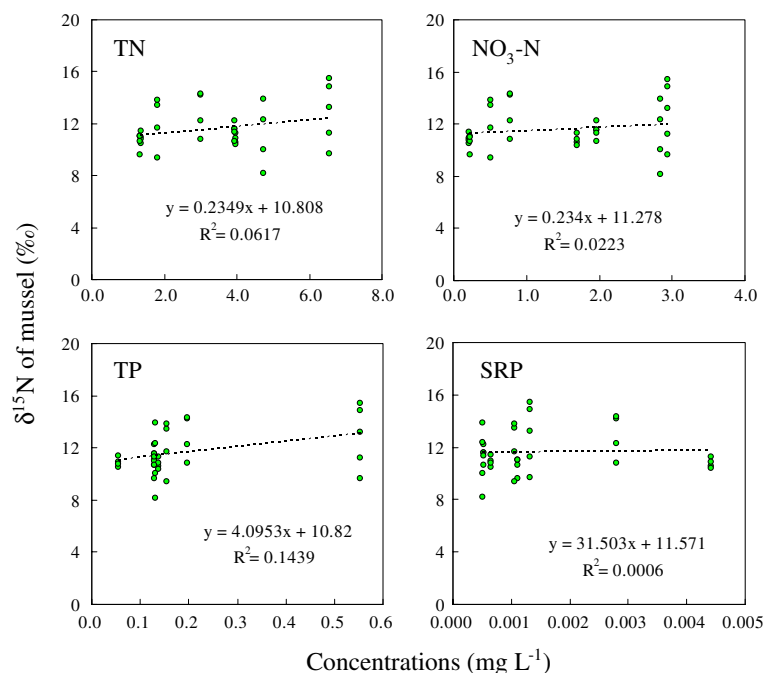 20
16
12
8
4
0
TN
y = 0.2349x + 10.808
R²= 0.0617
0.0 2.0 4.0 6.0 8.0
20
16
12
8
4
0
NO₃-N
y = 0.234x + 11.278
R²= 0.0223
0.0 1.0 2.0 3.0 4.0
δ¹⁵N of mussel (‰)
20
16
12
8
4
0
TP
y = 4.0953x + 10.82
R²= 0.1439
0.0 0.1 0.2 0.3 0.4 0.5 0.6
20
16
12
8
4
0
SRP
y = 31.503x + 11.571
R²= 0.0006
0.000 0.001 0.002 0.003 0.004 0.005
Concentrations (mg L⁻¹)